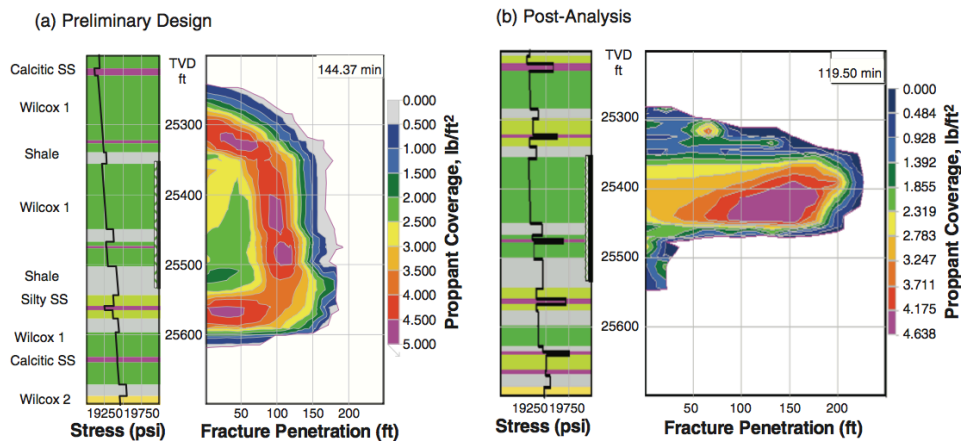 (a) Preliminary Design
TVD
ft
144.37 min
Calcitic SS
Wilcox 1
Shale
Wilcox 1
Shale
Silty SS
Wilcox 1
Calcitic SS
Wilcox 2
25300
25400
25500
25600
19250 19750
Stress (psi)
50 100 150 200
Fracture Penetration (ft)
0.000
0.500
1.000
1.500
2.000
2.500
3.000
3.500
4.000
4.500
5.000
Proppant Coverage, lb/ft²
(b) Post-Analysis
TVD
ft
119.50 min
25300
25400
25500
25600
19250 19750
Stress (psi)
50 100 150 200
Fracture Penetration (ft)
0.000
0.484
0.928
1.392
1.855
2.319
2.783
3.247
3.711
4.175
4.638
Proppant Coverage, lb/ft²